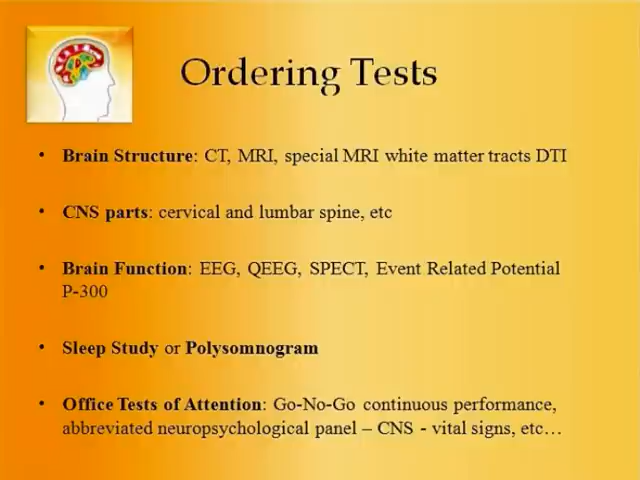 Ordering Tests
• Brain Structure: CT, MRI, special MRI white matter tracts DTI
• CNS parts: cervical and lumbar spine, etc
• Brain Function: EEG, QEEG, SPECT, Event Related Potential
P-300
• Sleep Study or Polysomnogram
• Office Tests of Attention: Go-No-Go continuous performance,
abbreviated neuropsychological panel – CNS - vital signs, etc…